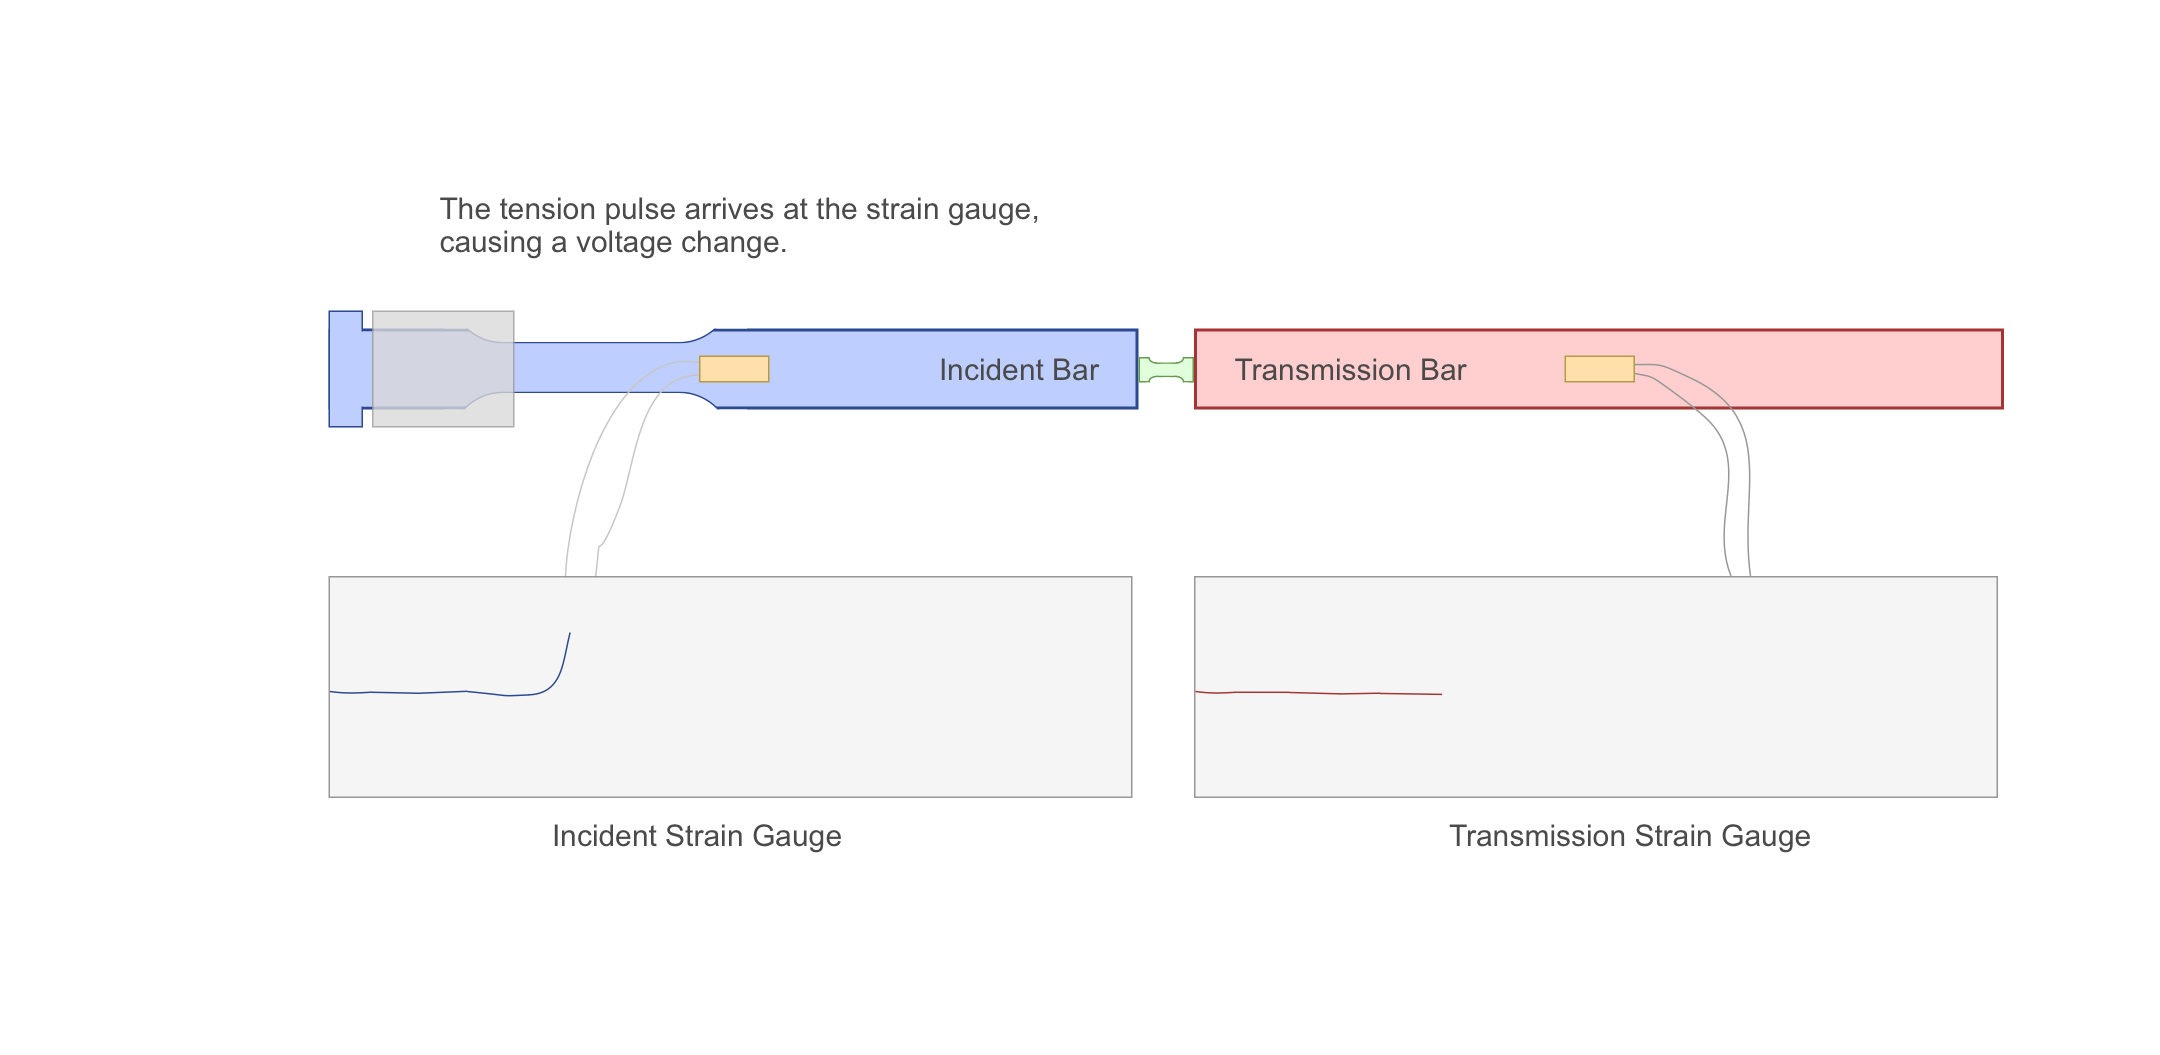 The tension pulse arrives at the strain gauge,
causing a voltage change.
Incident Bar
Transmission Bar
Incident Strain Gauge
Transmission Strain Gauge